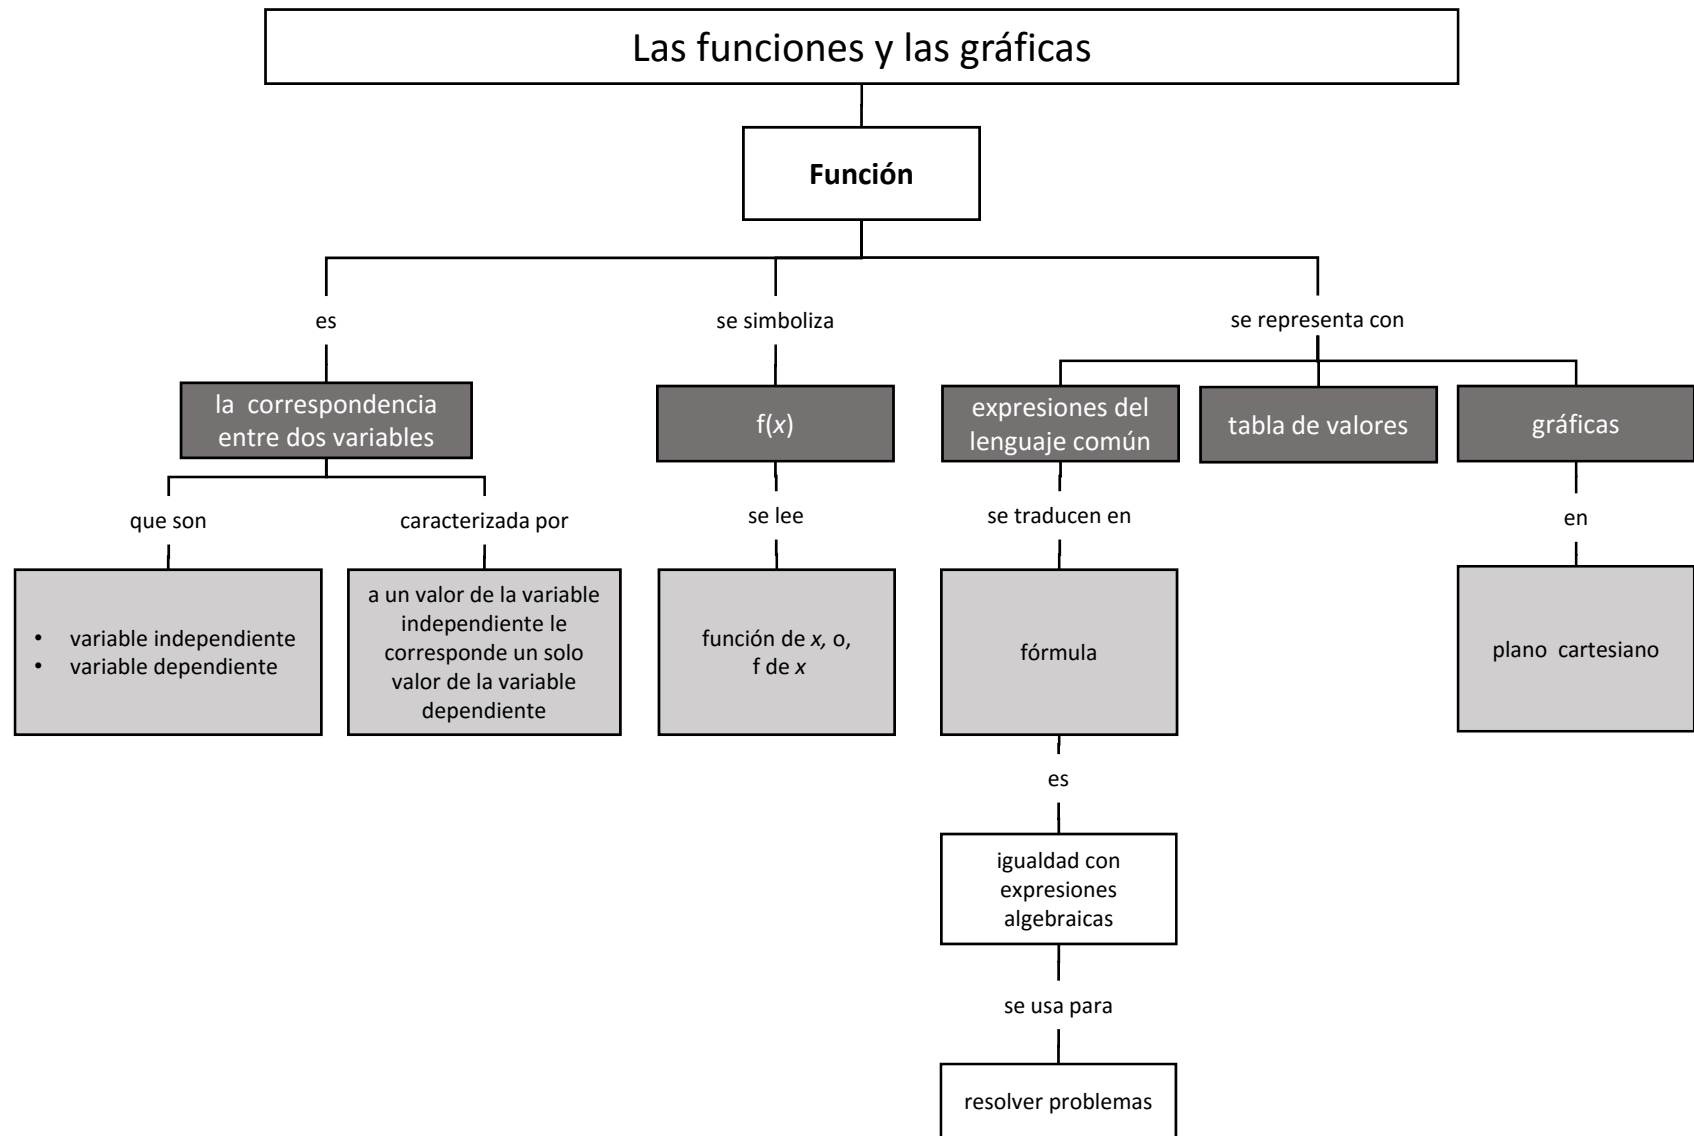 Las funciones y las gráficas
Función
es
se simboliza
se representa con
la correspondencia
entre dos variables
f(x)
expresiones del
lenguaje común
tabla de valores
gráficas
que son
caracterizada por
se lee
se traducen en
en
• variable independiente
• variable dependiente
a un valor de la variable
independiente le
corresponde un solo
valor de la variable
dependiente
función de x, o,
f de x
fórmula
plano cartesiano
es
igualdad con
expresiones
algebraicas
se usa para
resolver problemas